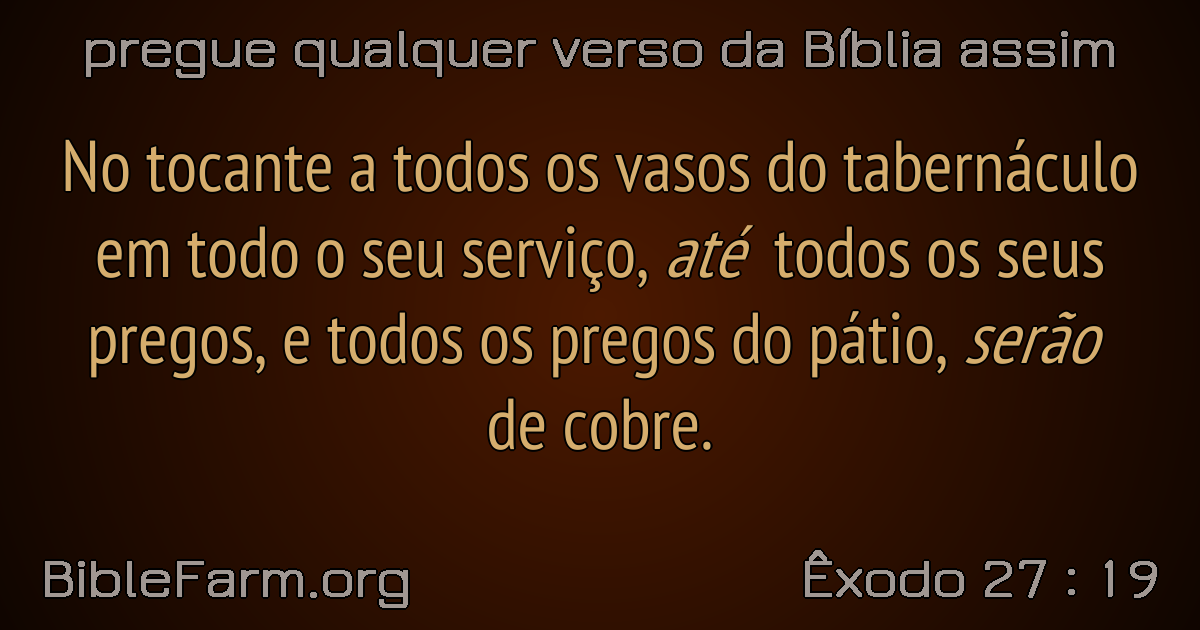 pregue qualquer verso da Bíblia assim
No tocante a todos os vasos do tabernáculo
em todo o seu serviço, até todos os seus
pregos, e todos os pregos do pátio, serão
de cobre.
BibleFarm.org
Êxodo 27 : 19